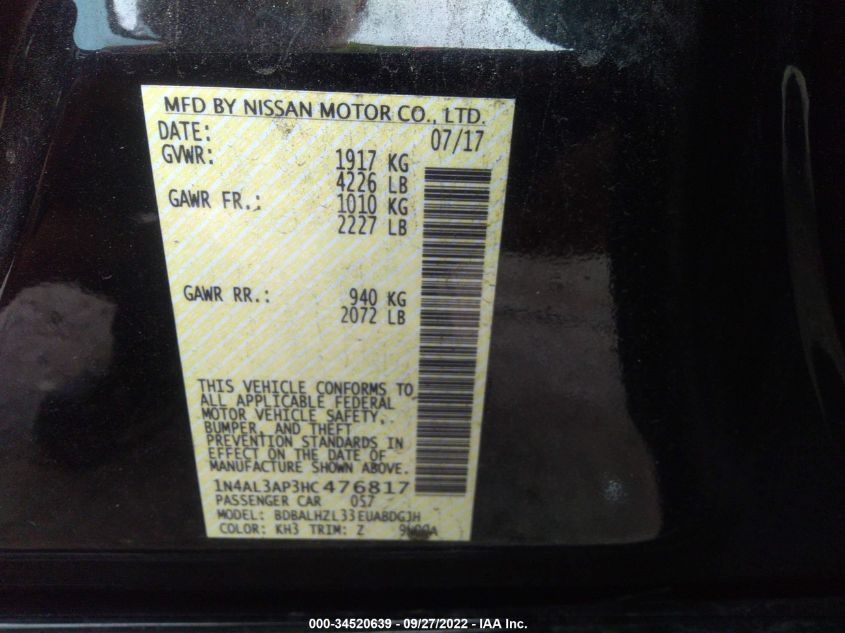 MFD BY NISSAN MOTOR CO., LTD.
DATE: 07/17
GVWR: 1917 KG
4226 LB
GAWR FR.: 1010 KG
2227 LB
GAWR RR.: 940 KG
2072 LB
THIS VEHICLE CONFORMS TO
ALL APPLICABLE FEDERAL
MOTOR VEHICLE SAFETY,
BUMPER, AND THEFT
PREVENTION STANDARDS IN
EFFECT ON THE DATE OF
MANUFACTURE SHOWN ABOVE.
1N4AL3AP3HC476817
PASSENGER CAR 057
MODEL: BDBALHZL33EUABDGJH
COLOR: KH3 TRIM: Z
000-34520639 - 09/27/2022 - IAA Inc.